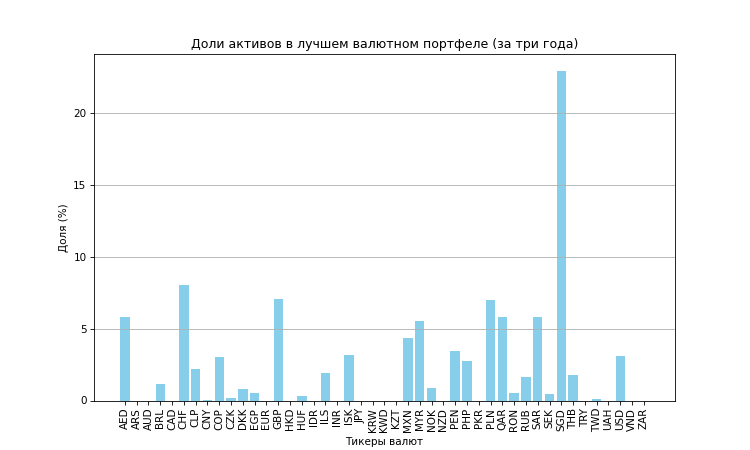 Доли активов в лучшем валютном портфеле (за три года)
Доля (%)
20
15
10
5
0
AED ARS AUD BRL CAD CHF CLP CNY COP CZK DKK EGP EUR GBP HKD HUF IDR ILS INR ISK JPY KRW KWD KZT MXN MYR NOK NZD PEN PHP PKR PLN QAR RON RUB SAR SEK SGD THB TRY TWD UAH USD VND ZAR
Тикеры валют